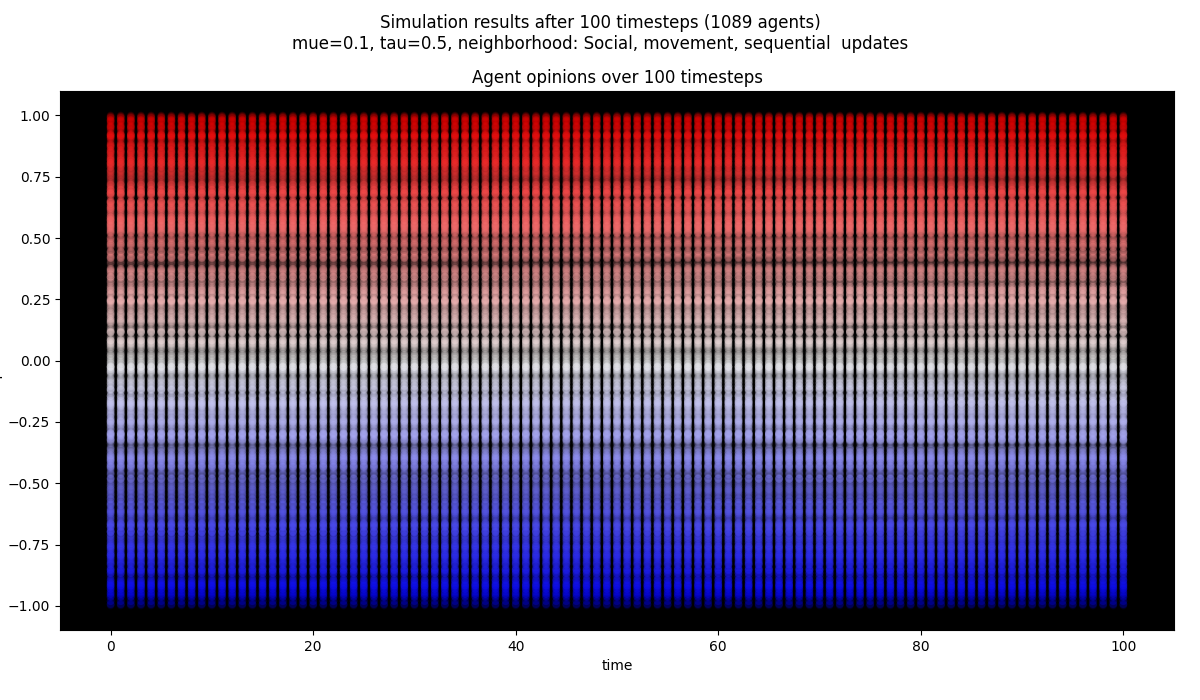 Simulation results after 100 timesteps (1089 agents)
mue=0.1, tau=0.5, neighborhood: Social, movement, sequential  updates
Agent opinions over 100 timesteps
1.00
0.75
0.50
0.25
0.00
−0.25
−0.50
−0.75
−1.00
0 20 40 60 80 100
time